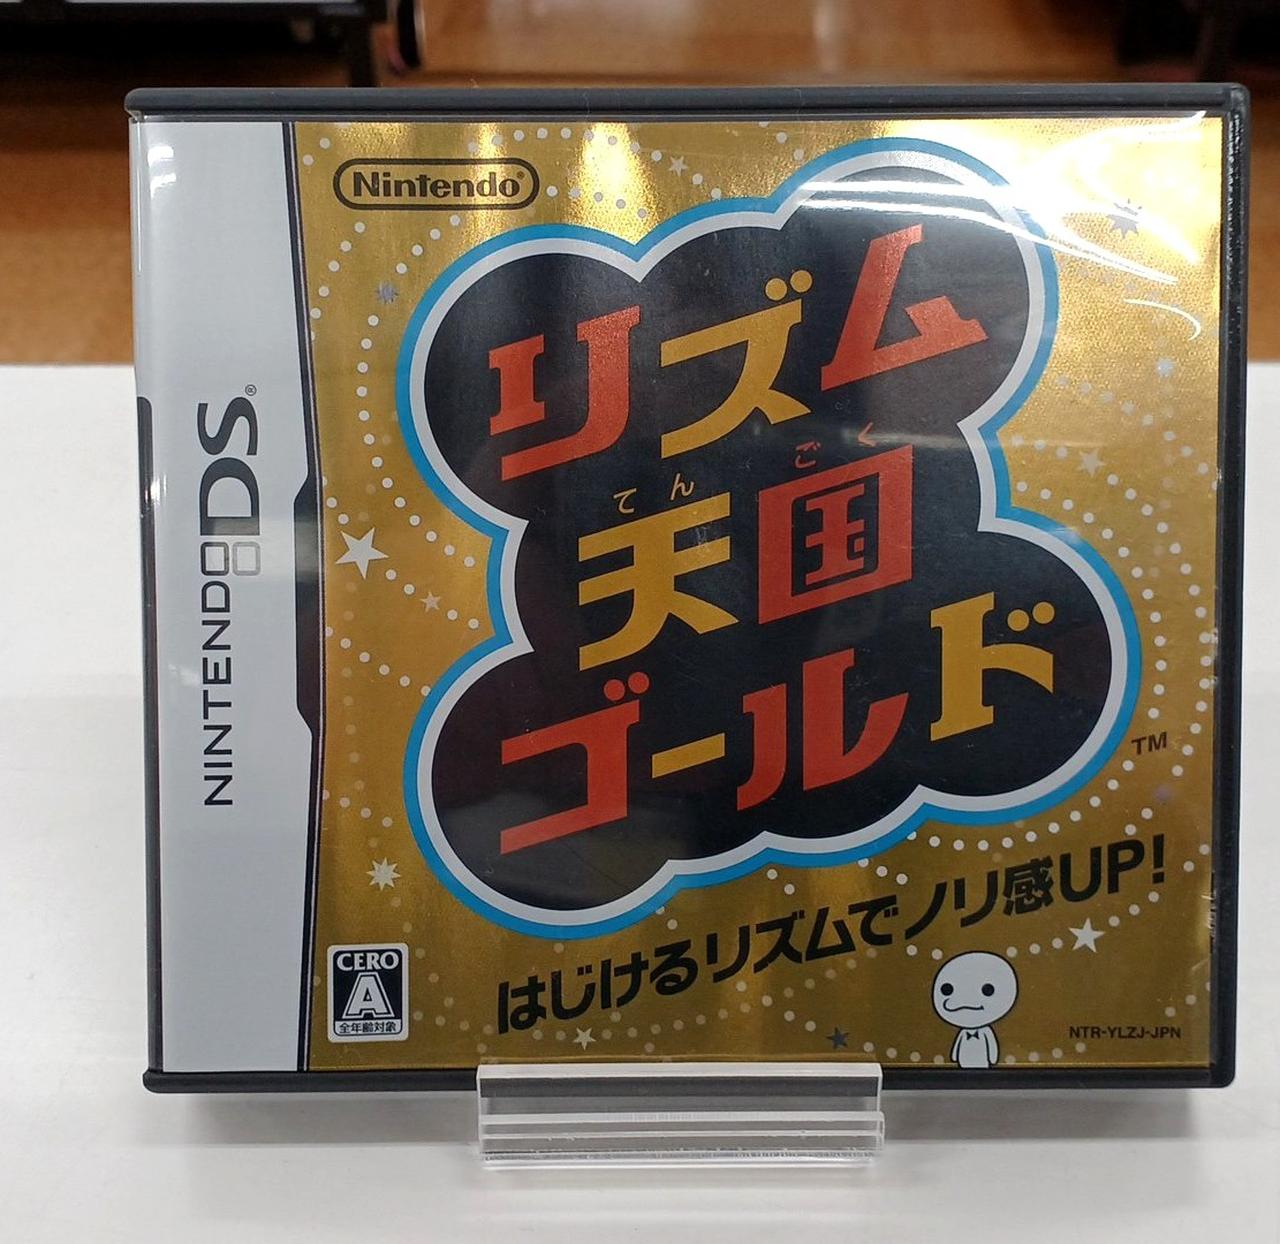 Nintendo®
NINTENDO DS®
リズム
てんごく
天国
ゴールド
TM
はじけるリズムでノリ感UP!
CERO
A
全年齢対象
NTR-YLZJ-JPN